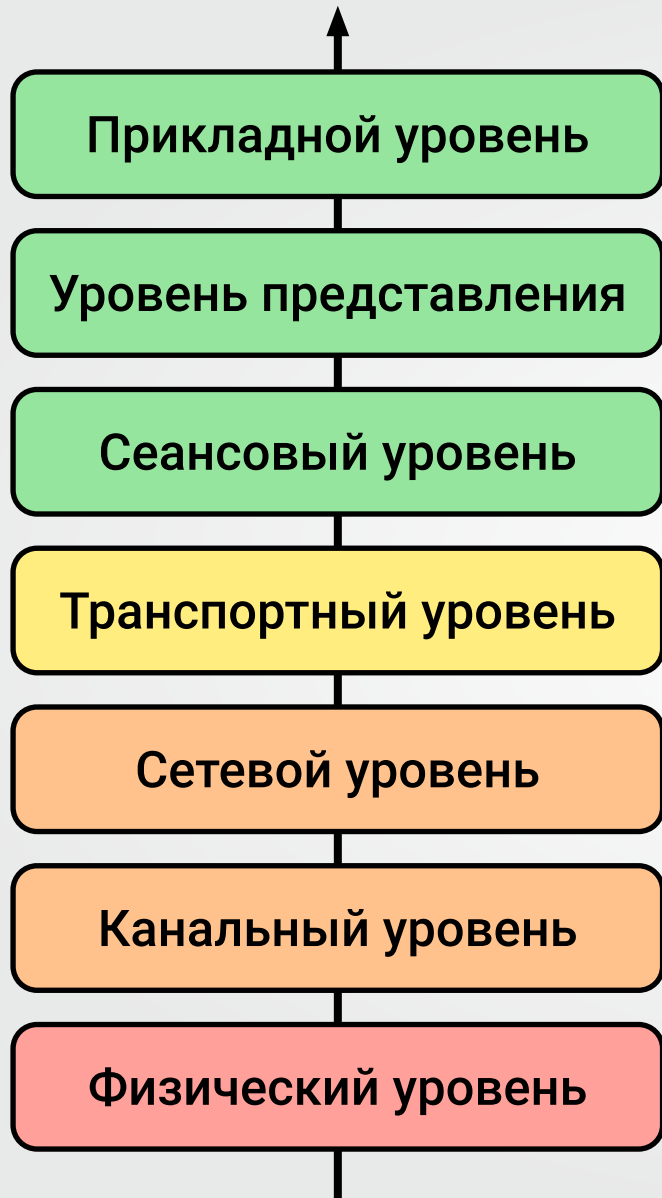 Прикладной уровень
Уровень представления
Сеансовый уровень
Транспортный уровень
Сетевой уровень
Канальный уровень
Физический уровень